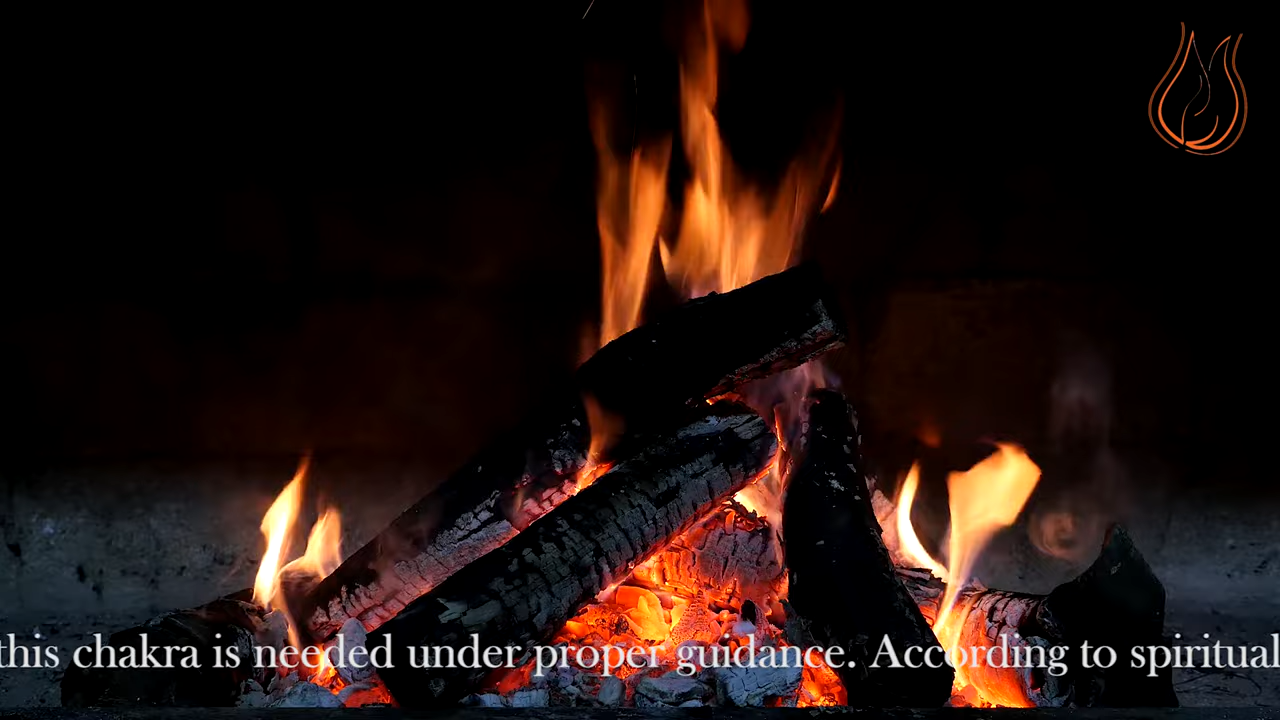 this chakra is needed under proper guidance. According to spiritual